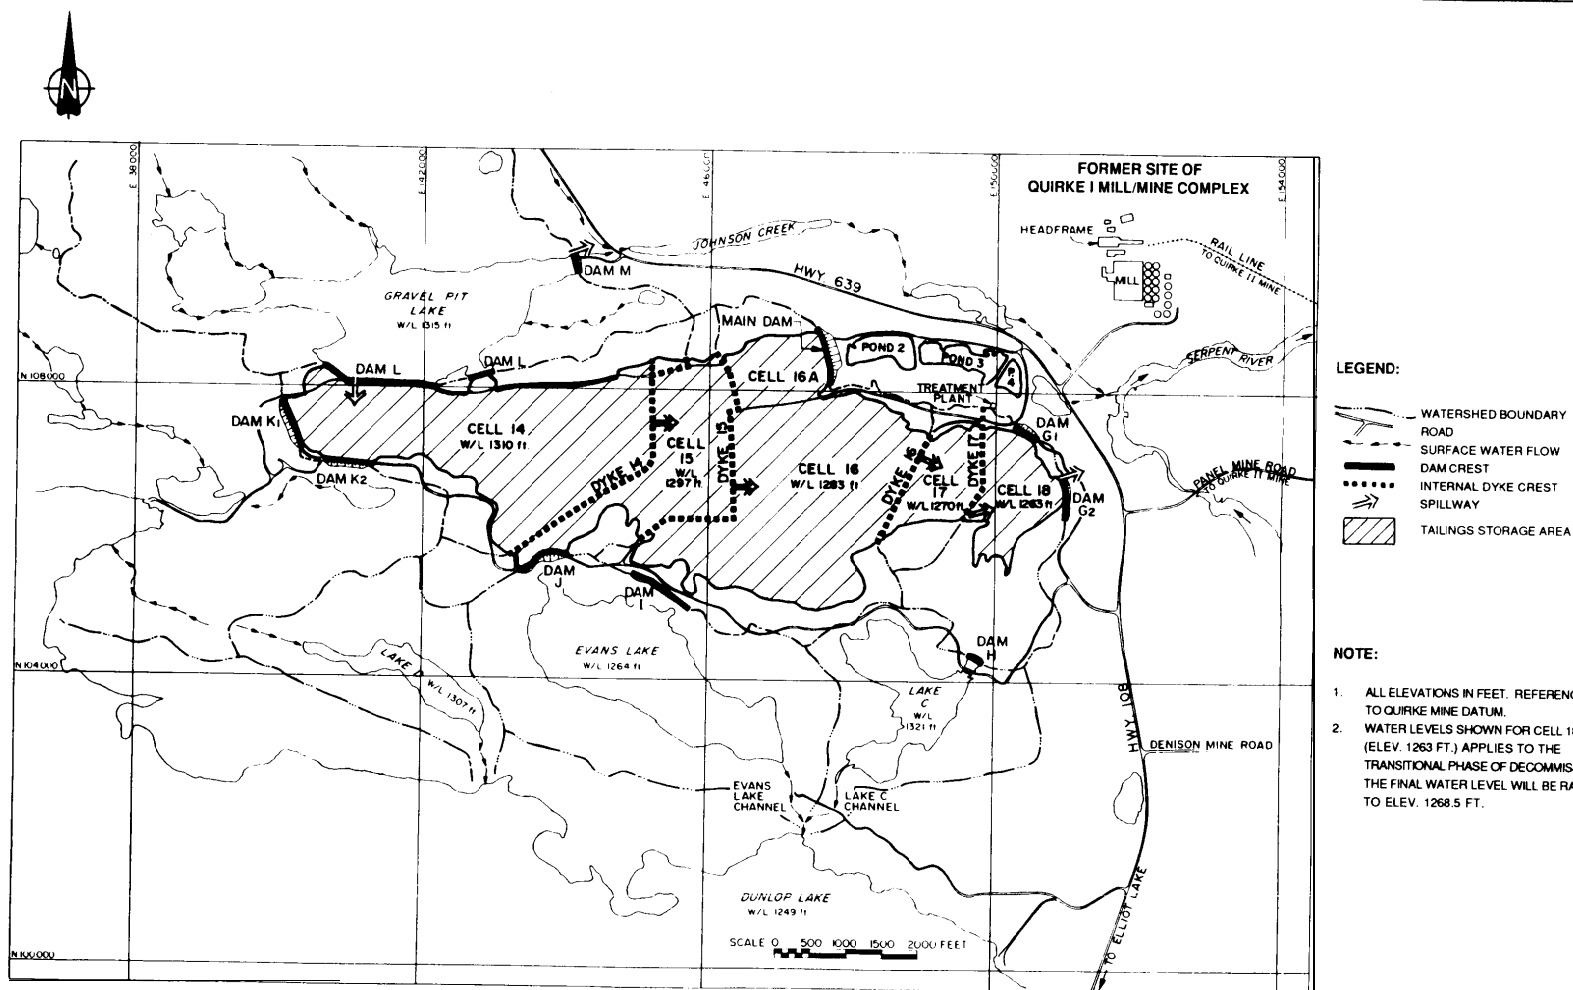 N
E 38000
E 42000
E 46000
E 50000
E 54000
FORMER SITE OF
QUIRKE I MILL/MINE COMPLEX
HEADFRAME
RAIL LINE
TO QUIRKE II MINE
MILL
JOHNSON CREEK
HWY 639
DAM M
GRAVEL PIT
LAKE
W/L 1315 ft
MAIN DAM
POND 2
POND 3
SERPENT RIVER
N 108000
DAM L
DAM L
CELL 16A
TREATMENT
PLANT
DAM K1
CELL 14
W/L 1310 ft.
CELL
15
W/L
1297 ft.
DYKE 15
DYKE 14
CELL 16
W/L 1283 ft
DYKE 16
CELL
17
W/L 1270 ft.
DYKE 17
CELL 18
W/L 1263 ft
DAM
G1
DAM
G2
DAM K2
PANEL MINE ROAD
TO QUIRKE II MINE
DAM
J
DAM
I
DAM
H
EVANS LAKE
W/L 1264 ft
LAKE D
W/L 1307 ft
LAKE
C
W/L
1321 ft
N 104000
HWY 108
DENISON MINE ROAD
EVANS
LAKE
CHANNEL
LAKE C
CHANNEL
DUNLOP LAKE
W/L 1249 ft
TO ELLIOT LAKE
SCALE 0 500 1000 1500 2000 FEET
N 100000
LEGEND:
WATERSHED BOUNDARY
ROAD
SURFACE WATER FLOW
DAM CREST
INTERNAL DYKE CREST
SPILLWAY
TAILINGS STORAGE AREA
NOTE:
1. ALL ELEVATIONS IN FEET. REFERENC
TO QUIRKE MINE DATUM.
2. WATER LEVELS SHOWN FOR CELL 18
(ELEV. 1263 FT.) APPLIES TO THE
TRANSITIONAL PHASE OF DECOMMIS
THE FINAL WATER LEVEL WILL BE RA
TO ELEV. 1268.5 FT.